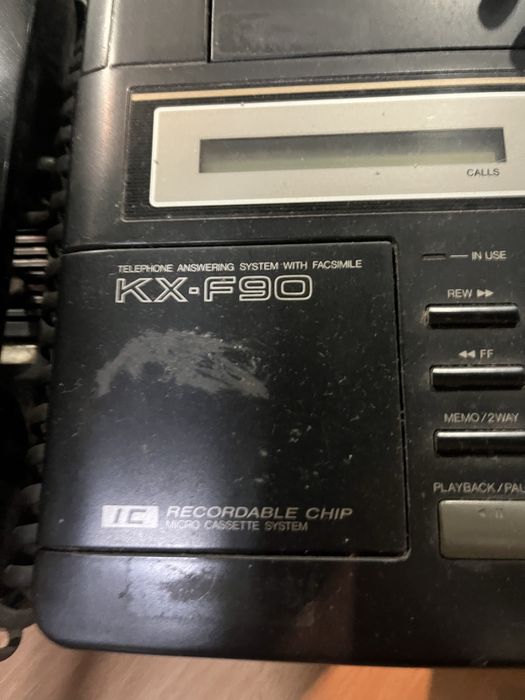 CALLS
TELEPHONE ANSWERING SYSTEM WITH FACSIMILE
KX-F90
IN USE
REW ▶▶
◀◀ FF
MEMO/2WAY
PLAYBACK/PAU
IC RECORDABLE CHIP
MICRO CASSETTE SYSTEM